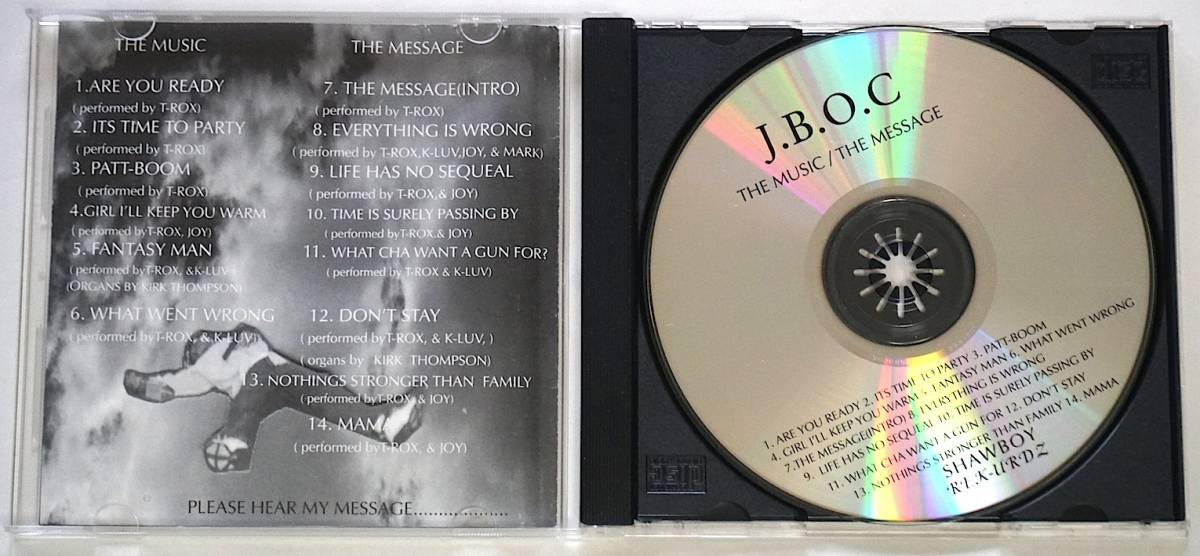 THE MUSIC
1.ARE YOU READY
( performed by T-ROX)
2. ITS TIME TO PARTY
( performed by T-ROX)
3. PATT-BOOM
( performed by T-ROX)
4.GIRL I'LL KEEP YOU WARM
( performed by T-ROX, JOY)
5. FANTASY MAN
( performed byT-ROX, &K-LUV)
(ORGANS BY KIRK THOMPSON)
6. WHAT WENT WRONG
( performed byT-ROX, & K-LUV)
THE MESSAGE
7. THE MESSAGE(INTRO)
( performed by T-ROX)
8. EVERYTHING IS WRONG
( performed by T-ROX,K-LUV,JOY, & MARK)
9. LIFE HAS NO SEQUEAL
( performed by T-ROX,& JOY)
10. TIME IS SURELY PASSING BY
( performed by T-ROX.& JOY)
11. WHAT CHA WANT A GUN FOR?
( performed by T-ROX & K-LUV)
12. DON'T STAY
( performed byT-ROX, & K-LUV, )
( organs by KIRK THOMPSON)
13. NOTHINGS STRONGER THAN FAMILY
( performed byT-ROX, & JOY)
14. MAMA
( performed byT-ROX, & JOY)
PLEASE HEAR MY MESSAGE...................
J.B.O.C
THE MUSIC / THE MESSAGE
1. ARE YOU READY 2. ITS TIME TO PARTY 3. PATT-BOOM
4. GIRL I'LL KEEP YOU WARM 5. FANTASY MAN 6. WHAT WENT WRONG
7.THE MESSAGE(INTRO) 8. EVERYTHING IS WRONG
9. LIFE HAS NO SEQUEAL 10. TIME IS SURELY PASSING BY
11. WHAT CHA WANT A GUN FOR 12. DON'T STAY
13. NOTHINGS STRONGER THAN FAMILY 14. MAMA
SHAWBOY
R-E-K-U-R-D-Z